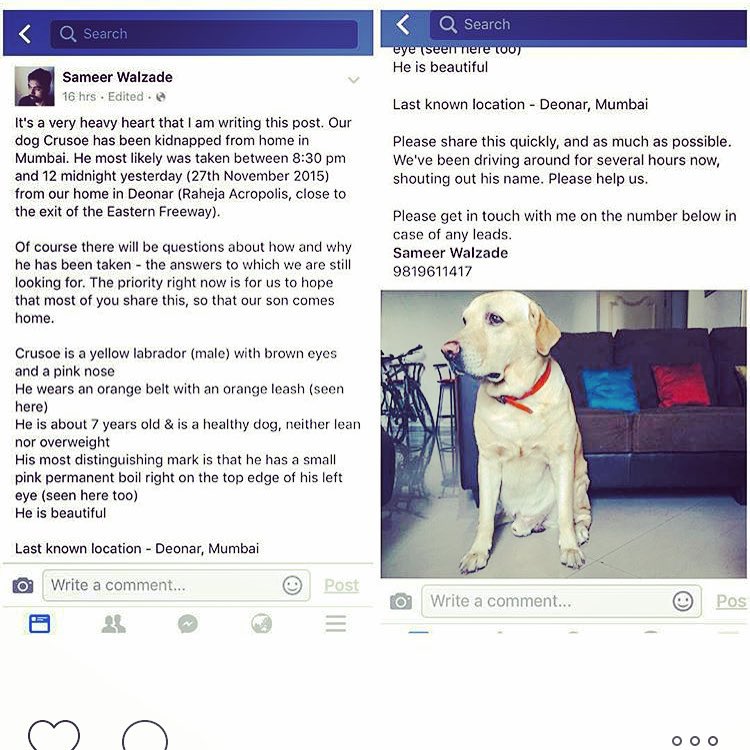 Search
Sameer Walzade
16 hrs · Edited ·
It's a very heavy heart that I am writing this post. Our
dog Crusoe has been kidnapped from home in
Mumbai. He most likely was taken between 8:30 pm
and 12 midnight yesterday (27th November 2015)
from our home in Deonar (Raheja Acropolis, close to
the exit of the Eastern Freeway).
Of course there will be questions about how and why
he has been taken - the answers to which we are still
looking for. The priority right now is for us to hope
that most of you share this, so that our son comes
home.
Crusoe is a yellow labrador (male) with brown eyes
and a pink nose
He wears an orange belt with an orange leash (seen
here)
He is about 7 years old & is a healthy dog, neither lean
nor overweight
His most distinguishing mark is that he has a small
pink permanent boil right on the top edge of his left
eye (seen here too)
He is beautiful
Last known location - Deonar, Mumbai
Write a comment...
Post
Search
eye (seen here too)
He is beautiful
Last known location - Deonar, Mumbai
Please share this quickly, and as much as possible.
We've been driving around for several hours now,
shouting out his name. Please help us.
Please get in touch with me on the number below in
case of any leads.
Sameer Walzade
9819611417
Write a comment...
Pos